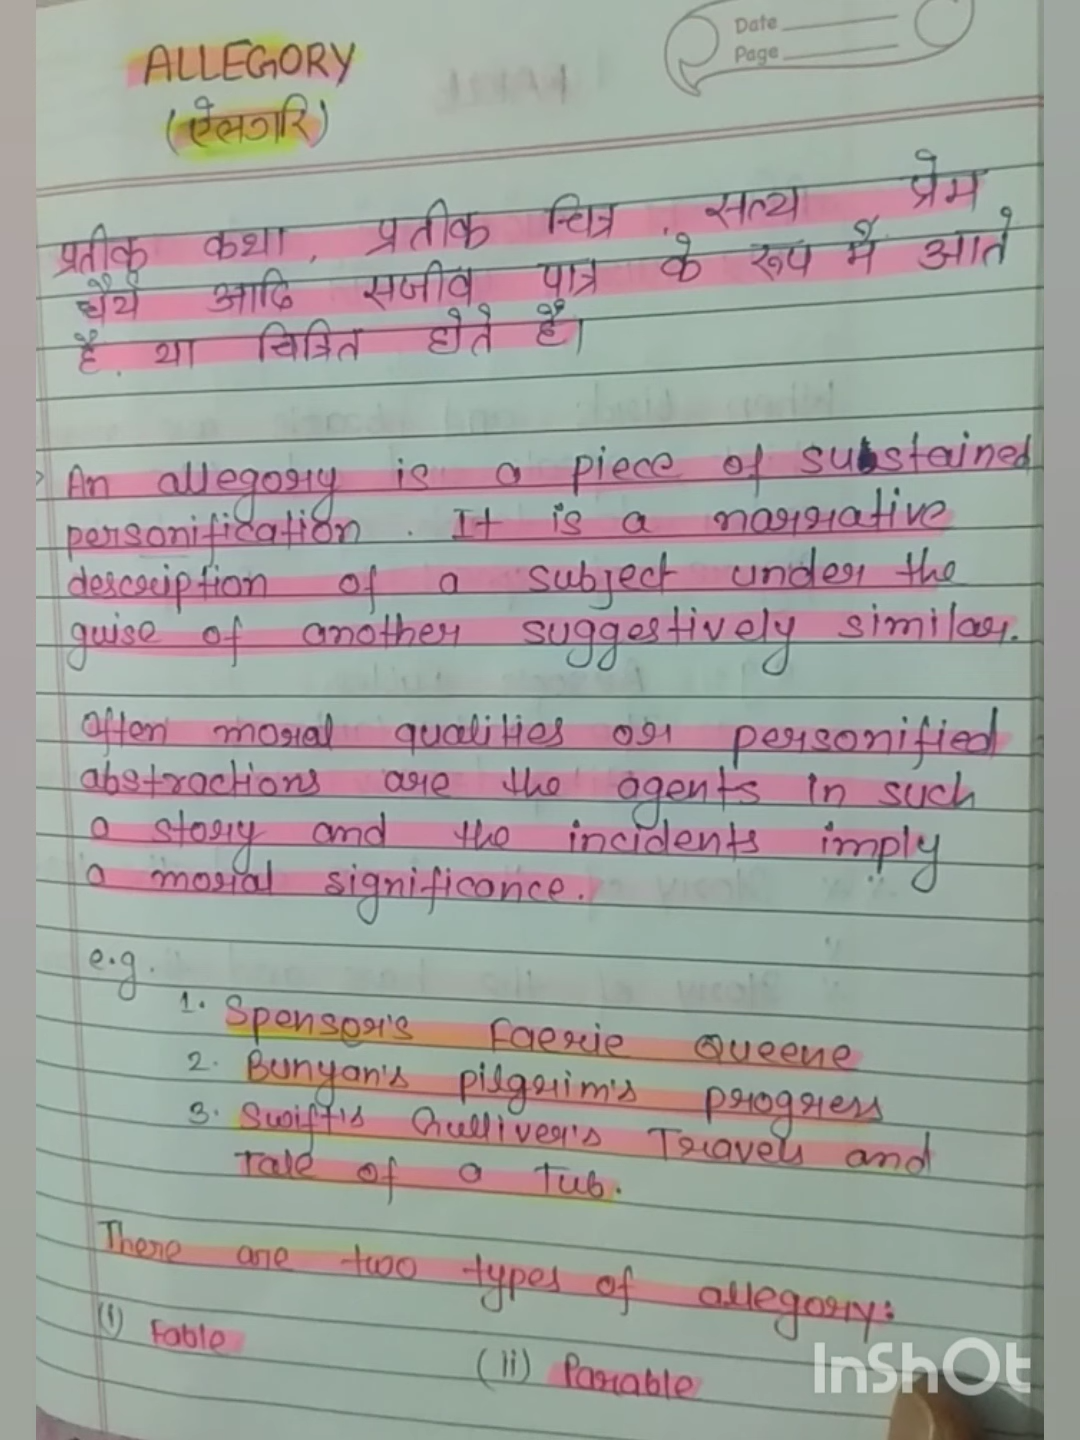 Date
Page
ALLEGORY
(ऐलगरि)
प्रतीक कथा, प्रतीक चित्र, सत्य प्रेम
धैर्य आदि सजीव पात्र के रूप में आते
हैं. या चित्रित होते हैं।
An allegory is a piece of sustained
personification. It is a narrative
description of a subject under the
guise of another suggestively similar.
Often moral qualities or personified
abstractions are the agents in such
a story and the incidents imply
a moral significance.
e.g.
1. Spenser's Faerie Queene
2. Bunyan's pilgrim's progress
3. Swift's Gulliver's Travels and
Tale of a Tub.
There are two types of allegory:
(i) Fable
(ii) Parable
InShOt